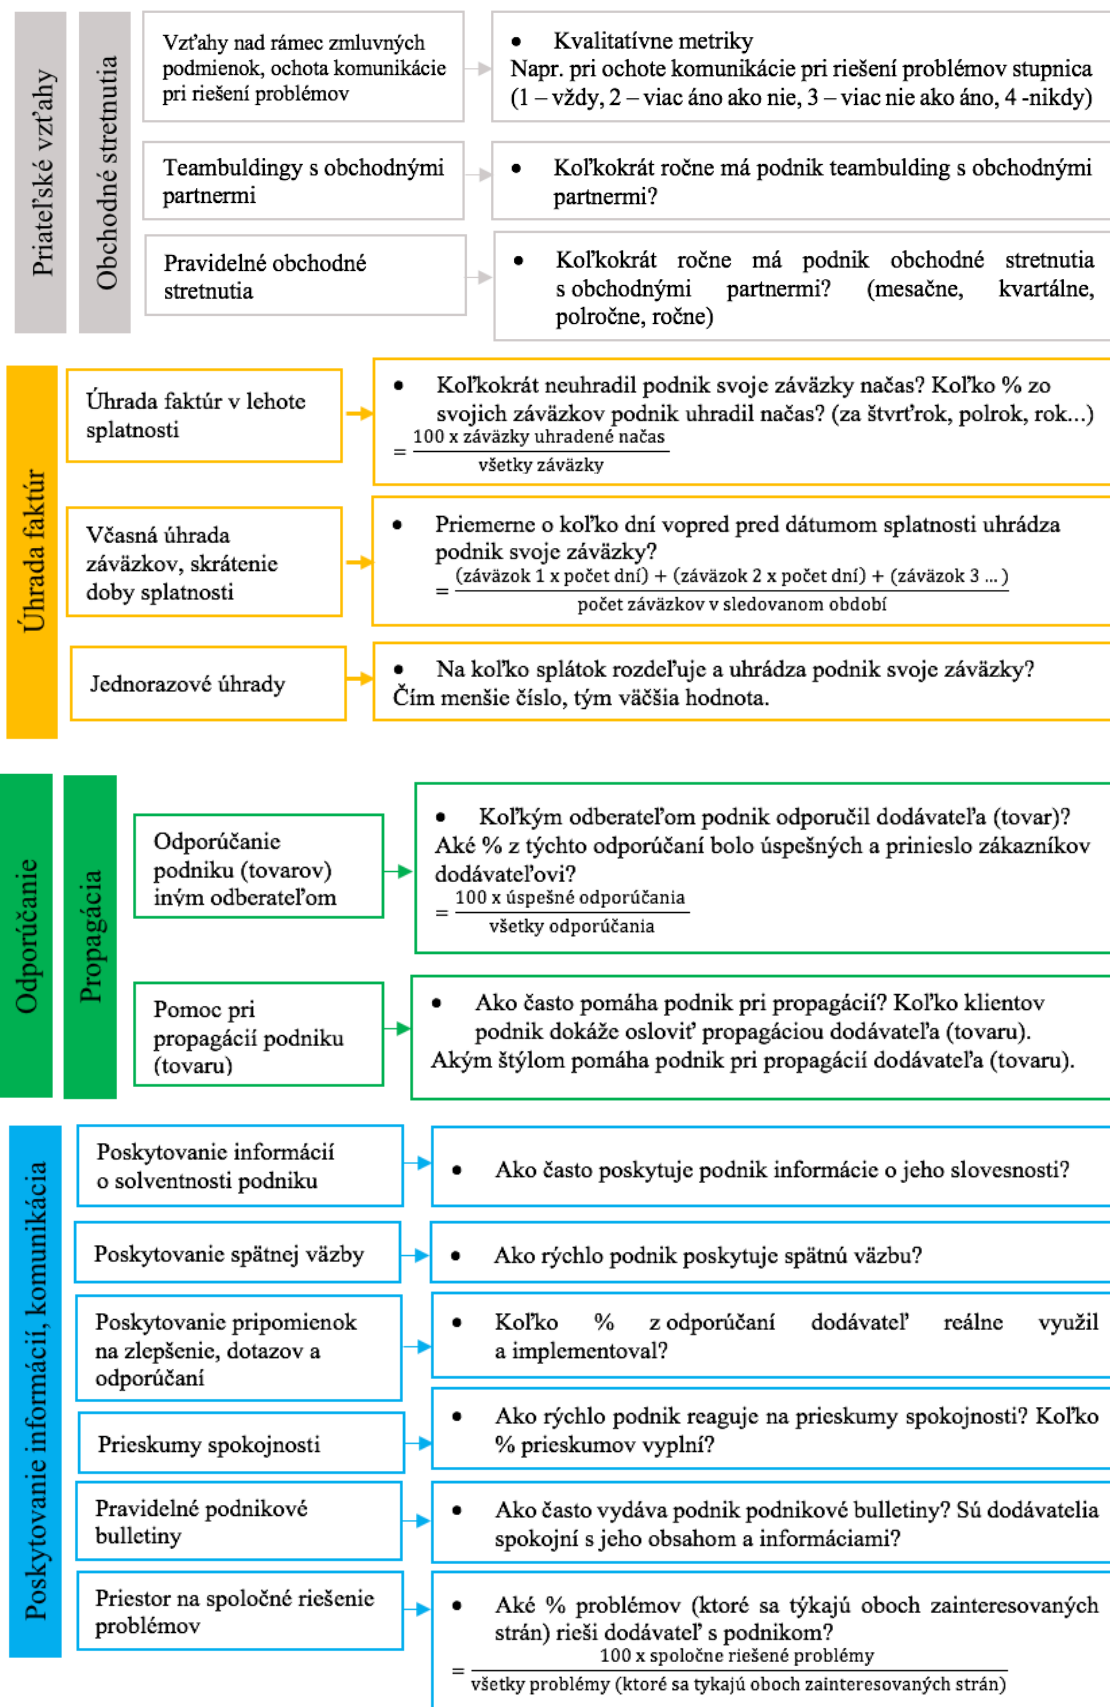 Priateľské vzťahy
Obchodné stretnutia
Vzťahy nad rámec zmluvných
podmienok, ochota komunikácie
pri riešení problémov
• Kvalitatívne metriky
Napr. pri ochote komunikácie pri riešení problémov stupnica
(1 – vždy, 2 – viac áno ako nie, 3 – viac nie ako áno, 4 -nikdy)
Teambuldingy s obchodnými
partnermi
• Koľkokrát ročne má podnik teambulding s obchodnými
partnermi?
Pravidelné obchodné
stretnutia
• Koľkokrát ročne má podnik obchodné stretnutia
s obchodnými partnermi? (mesačne, kvartálne,
polročne, ročne)
Úhrada faktúr
Úhrada faktúr v lehote
splatnosti
• Koľkokrát neuhradil podnik svoje záväzky načas? Koľko % zo
svojich záväzkov podnik uhradil načas? (za štvrťrok, polrok, rok...)
= 100 x záväzky uhradené načas
všetky záväzky
Včasná úhrada
záväzkov, skrátenie
doby splatnosti
• Priemerne o koľko dní vopred pred dátumom splatnosti uhrádza
podnik svoje záväzky?
= (záväzok 1 x počet dní) + (záväzok 2 x počet dní) + (záväzok 3 ... )
počet záväzkov v sledovanom období
Jednorazové úhrady
• Na koľko splátok rozdeľuje a uhrádza podnik svoje záväzky?
Čím menšie číslo, tým väčšia hodnota.
Odporúčanie
Propagácia
Odporúčanie
podniku (tovarov)
iným odberateľom
• Koľkým odberateľom podnik odporučil dodávateľa (tovar)?
Aké % z týchto odporúčaní bolo úspešných a prinieslo zákazníkov
dodávateľovi?
= 100 x úspešné odporúčania
všetky odporúčania
Pomoc pri
propagácií podniku
(tovaru)
• Ako často pomáha podnik pri propagácií? Koľko klientov
podnik dokáže osloviť propagáciou dodávateľa (tovaru).
Akým štýlom pomáha podnik pri propagácií dodávateľa (tovaru).
Poskytovanie informácií, komunikácia
Poskytovanie informácií
o solventnosti podniku
• Ako často poskytuje podnik informácie o jeho slovesnosti?
Poskytovanie spätnej väzby
• Ako rýchlo podnik poskytuje spätnú väzbu?
Poskytovanie pripomienok
na zlepšenie, dotazov a
odporúčaní
• Koľko % z odporúčaní dodávateľ reálne využil
a implementoval?
Prieskumy spokojnosti
• Ako rýchlo podnik reaguje na prieskumy spokojnosti? Koľko
% prieskumov vyplní?
Pravidelné podnikové
bulletiny
• Ako často vydáva podnik podnikové bulletiny? Sú dodávatelia
spokojní s jeho obsahom a informáciami?
Priestor na spoločné riešenie
problémov
• Aké % problémov (ktoré sa týkajú oboch zainteresovaných
strán) rieši dodávateľ s podnikom?
= 100 x spoločne riešené problémy
všetky problémy (ktoré sa tykajú oboch zainteresovaných strán)